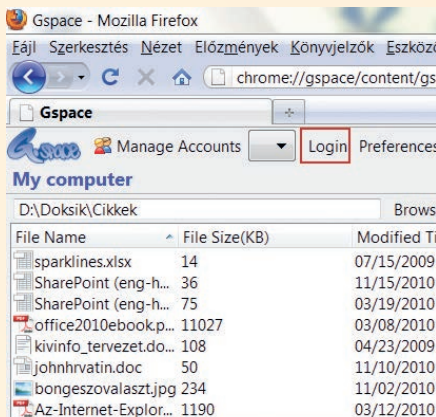 Gspace - Mozilla Firefox
Fájl Szerkesztés Nézet Előzmények Könyvjelzők Eszközö
chrome://gspace/content/gs
Gspace
Gspace Manage Accounts Login Preferences
My computer
D:\Doksik\Cikkek Brows
File Name File Size(KB) Modified Ti
sparklines.xlsx 14 07/15/2009
SharePoint (eng-h... 36 11/15/2010
SharePoint (eng-h... 75 03/19/2010
office2010ebook.p... 11027 03/08/2010
kivinfo_tervezet.do... 108 04/23/2009
johnhrvatin.doc 50 11/10/2010
bongeszovalaszt.jpg 234 11/02/2010
Az-Internet-Explor... 1190 03/12/2010